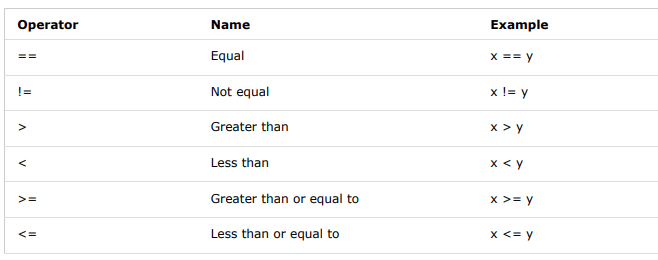 Operator Name Example
== Equal x == y
!= Not equal x != y
> Greater than x > y
< Less than x < y
>= Greater than or equal to x >= y
<= Less than or equal to x <= y